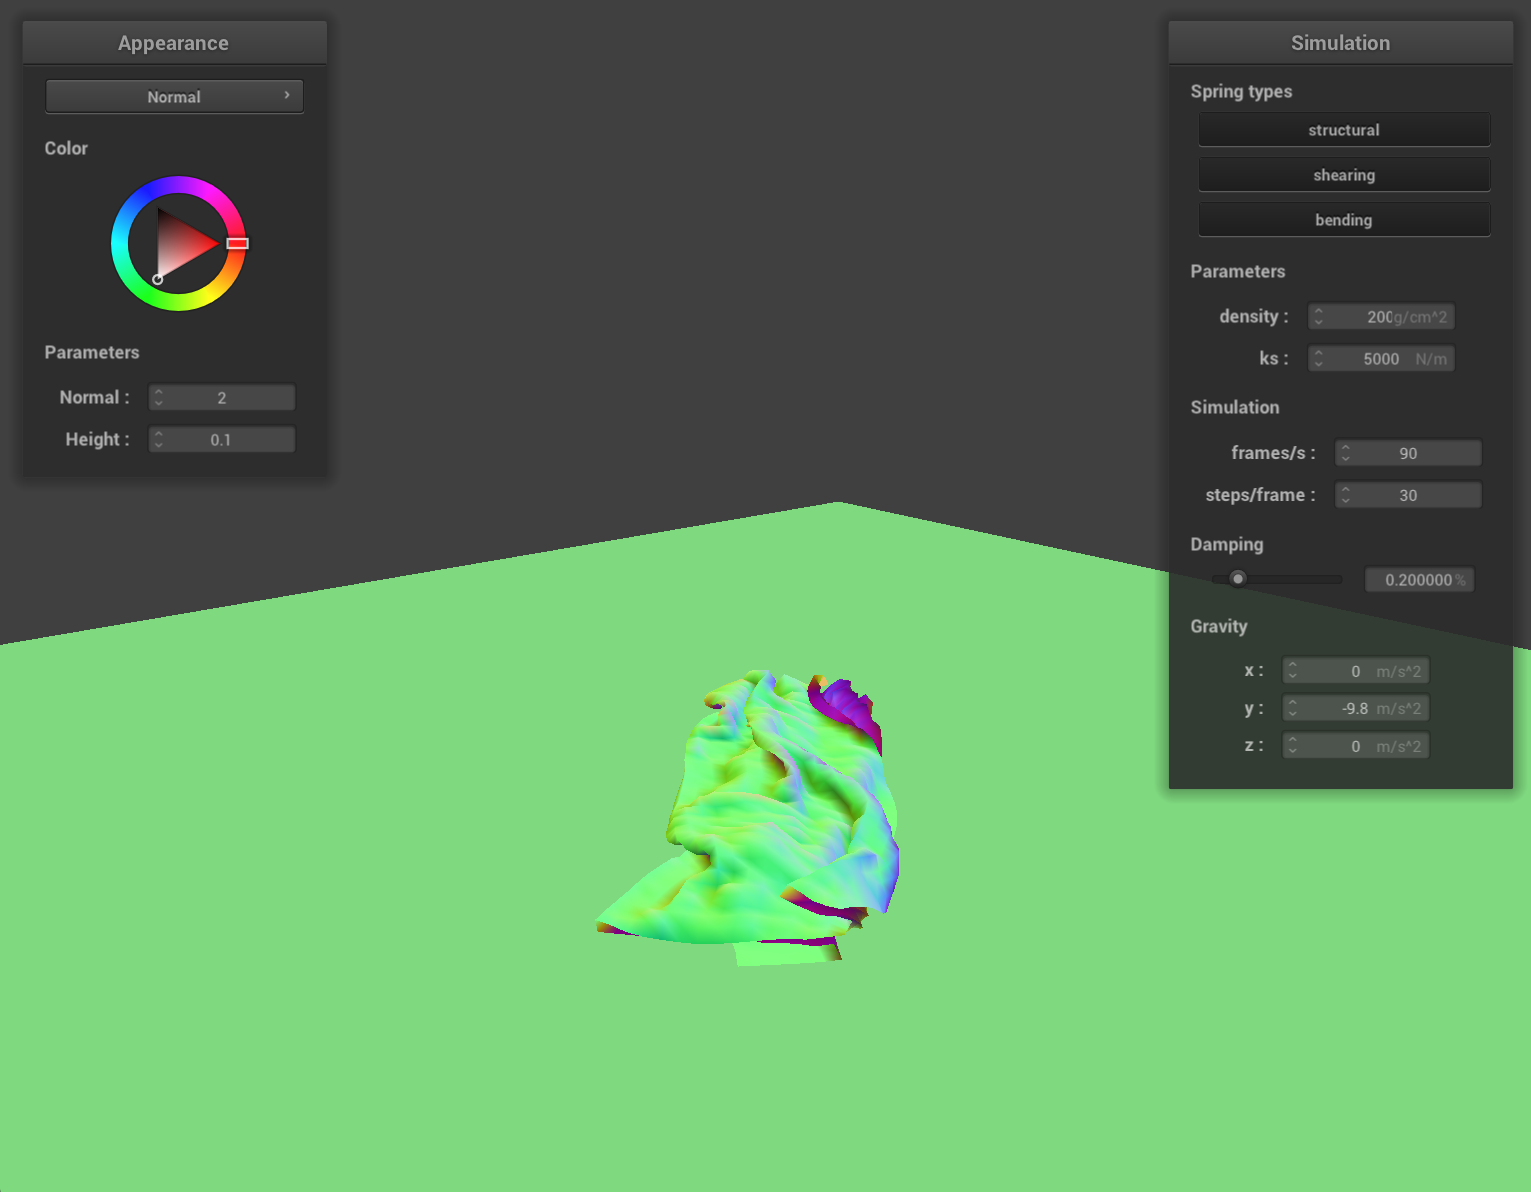 Appearance
Normal
Color
Parameters
Normal : 2
Height : 0.1
Simulation
Spring types
structural
shearing
bending
Parameters
density : 200g/cm^2
ks : 5000 N/m
Simulation
frames/s : 90
steps/frame : 30
Damping
0.200000 %
Gravity
x : 0 m/s^2
y : -9.8 m/s^2
z : 0 m/s^2